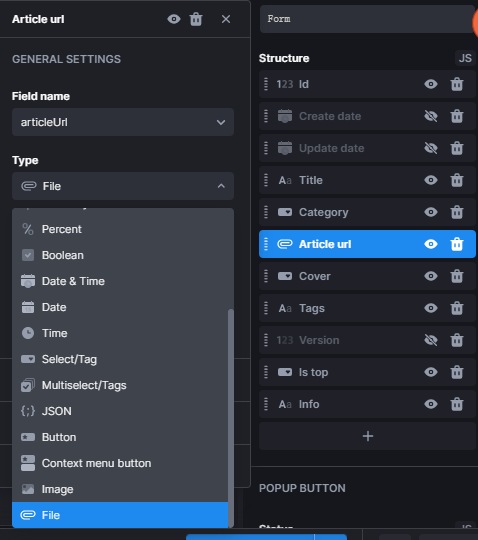 Article url
GENERAL SETTINGS
Field name
articleUrl
Type
File
Percent
Boolean
Date & Time
Date
Time
Select/Tag
Multiselect/Tags
{;} JSON
Button
Context menu button
Image
File
Form
Structure
JS
123 Id
Create date
Update date
Aa Title
Category
Article url
Cover
Aa Tags
123 Version
Is top
Aa Info
POPUP BUTTON
Status